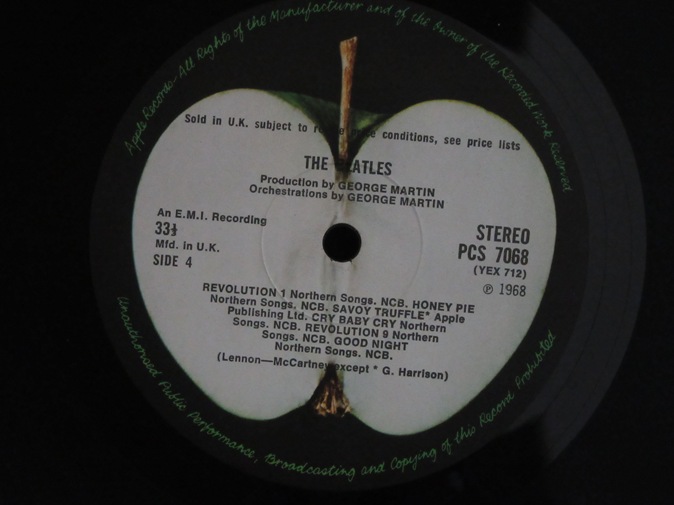 Apple Records-All Rights of the Manufacturer and of the Owner of the Recorded Work Reserved
Sold in U.K. subject to conditions, see price lists
THE BEATLES
Production by GEORGE MARTIN
Orchestrations by GEORGE MARTIN
An E.M.I. Recording
33⅓
Mfd. in U.K.
SIDE 4
STEREO
PCS 7068
(YEX 712)
℗ 1968
REVOLUTION 1 Northern Songs. NCB. HONEY PIE
Northern Songs. NCB. SAVOY TRUFFLE* Apple
Publishing Ltd. CRY BABY CRY Northern
Songs. NCB. REVOLUTION 9 Northern
Songs. NCB. GOOD NIGHT
Northern Songs. NCB.
(Lennon—McCartney except * G. Harrison)
Unauthorised Public Performance, Broadcasting and Copying of this Record Prohibited